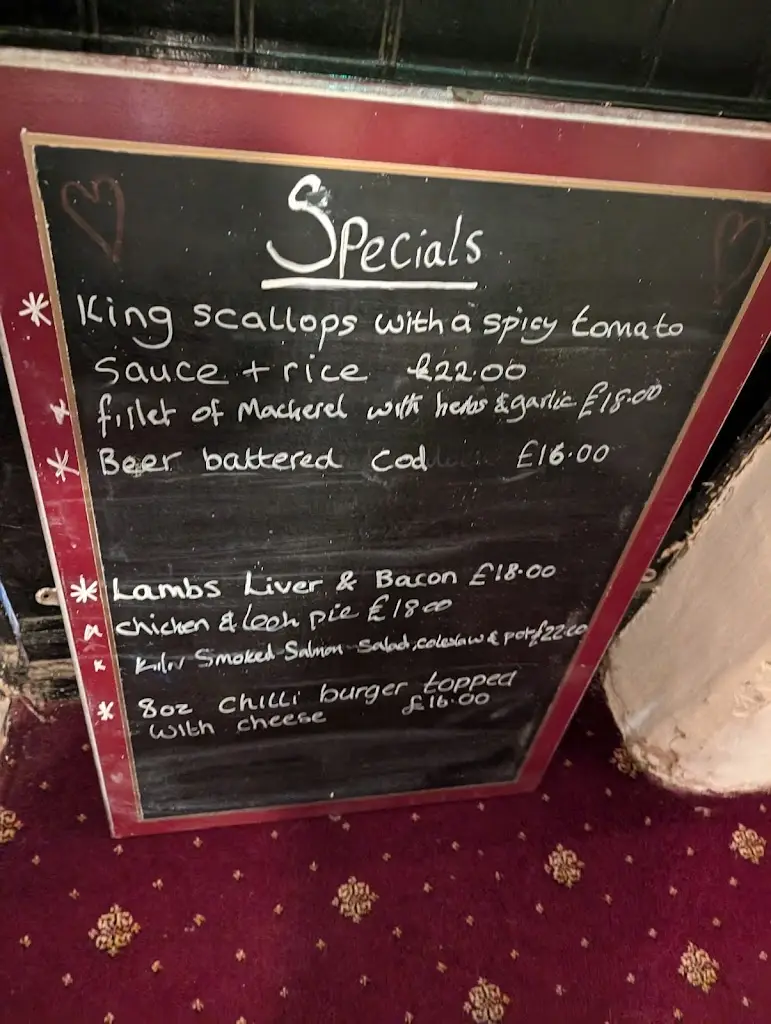 Specials
* King scallops with a spicy tomato
sauce + rice £22.00
* fillet of Mackerel with herbs & garlic £18.00
* Beer battered cod £16.00
* Lambs Liver & Bacon £18.00
* chicken & leek pie £18.00
* Kiln Smoked Salmon Salad, coleslaw & pot £22.00
* 8oz chilli burger topped
with cheese £16.00